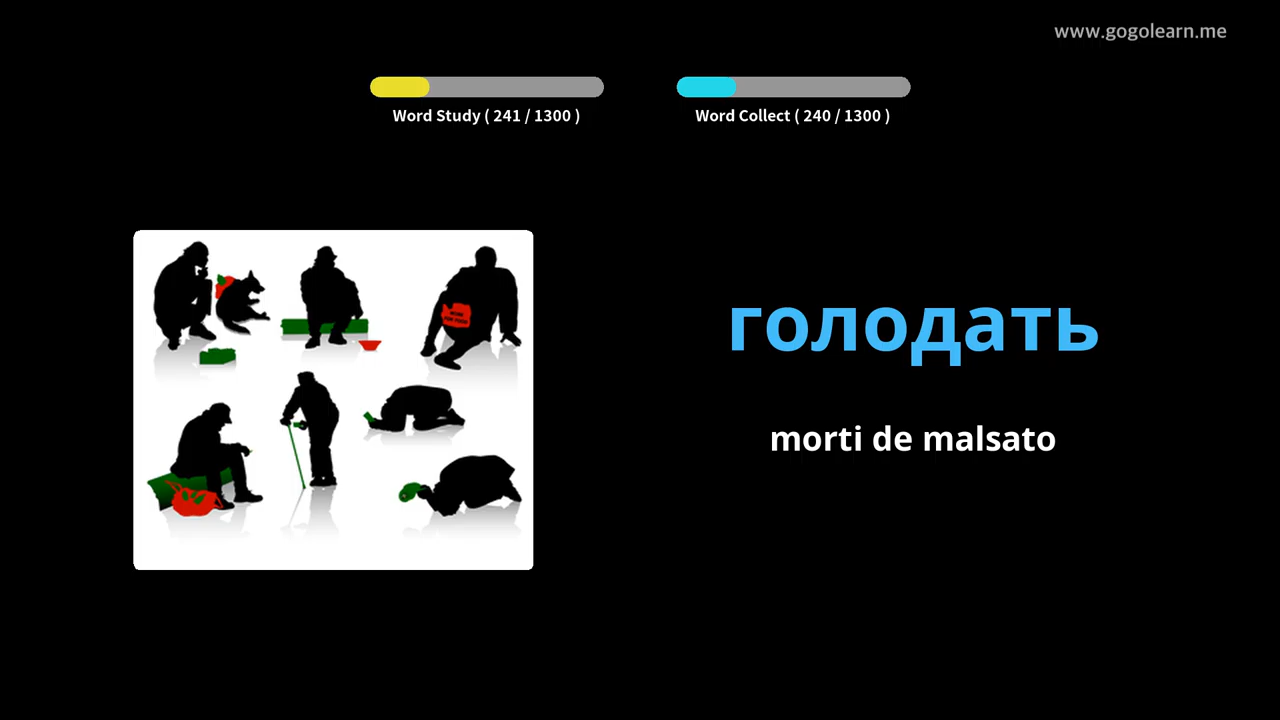 www.gogolearn.me
Word Study ( 241 / 1300 )
Word Collect ( 240 / 1300 )
голодать
morti de malsato